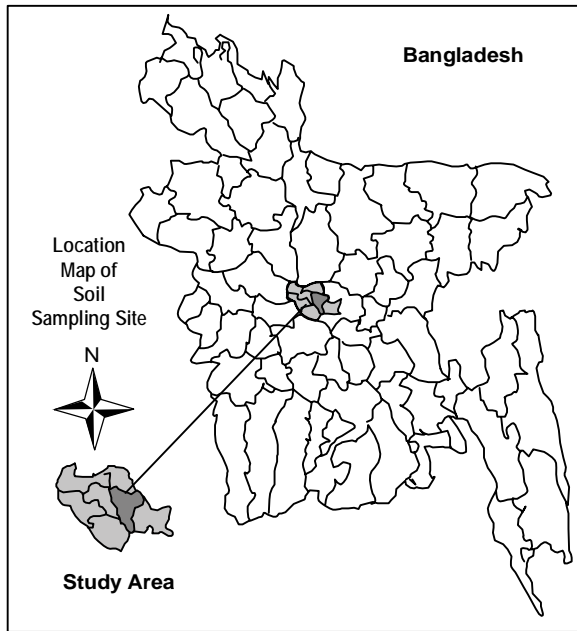 Bangladesh
Location
Map of
Soil
Sampling Site
N
Study Area